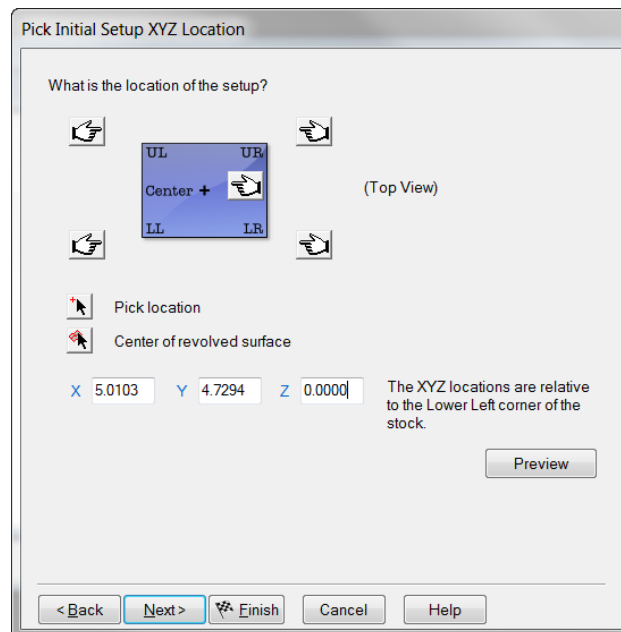 Pick Initial Setup XYZ Location
What is the location of the setup?
UL UR
Center +
(Top View)
LL LR
Pick location
Center of revolved surface
X 5.0103 Y 4.7294 Z 0.0000
The XYZ locations are relative
to the Lower Left corner of the
stock.
Preview
< Back Next > Finish Cancel Help